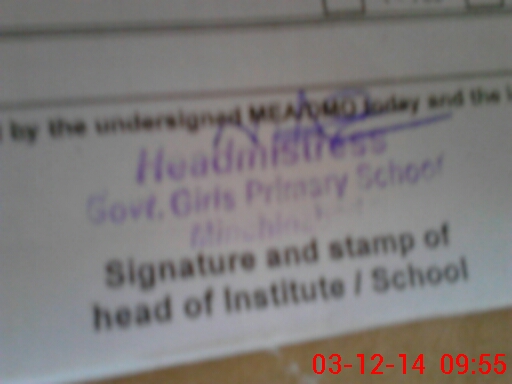 by the undersigned MEA/DMO today and the
Headmistress
Govt. Girls Primary School
Signature and stamp of
head of Institute / School
03-12-14 09:55